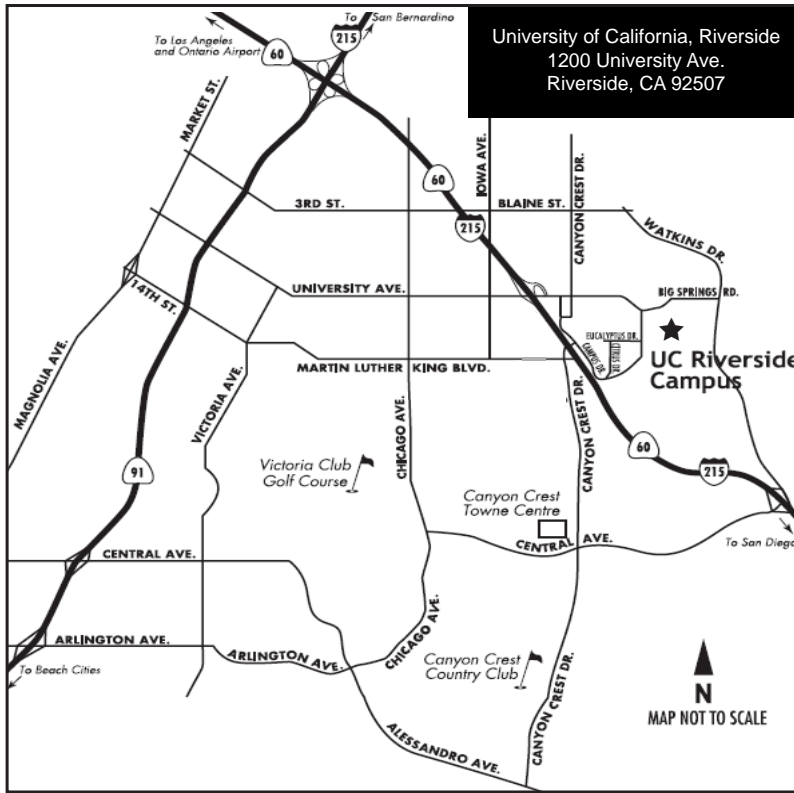 To San Bernardino
To Los Angeles
and Ontario Airport
215
60
University of California, Riverside
1200 University Ave.
Riverside, CA 92507
MARKET ST.
60
IOWA AVE.
CANYON CREST DR.
3RD ST.
BLAINE ST.
215
WATKINS DR.
14TH ST.
UNIVERSITY AVE.
BIG SPRINGS RD.
EUCALYPTUS DR.
CAMPUS DR.
CITRUS DR.
UC Riverside
Campus
MAGNOLIA AVE.
VICTORIA AVE.
MARTIN LUTHER KING BLVD.
CHICAGO AVE.
CANYON CREST DR.
91
Victoria Club
Golf Course
60
215
Canyon Crest
Towne Centre
CENTRAL AVE.
To San Diego
CENTRAL AVE.
ARLINGTON AVE.
ARLINGTON AVE.
CHICAGO AVE.
To Beach Cities
Canyon Crest
Country Club
CANYON CREST DR.
ALESSANDRO AVE.
N
MAP NOT TO SCALE